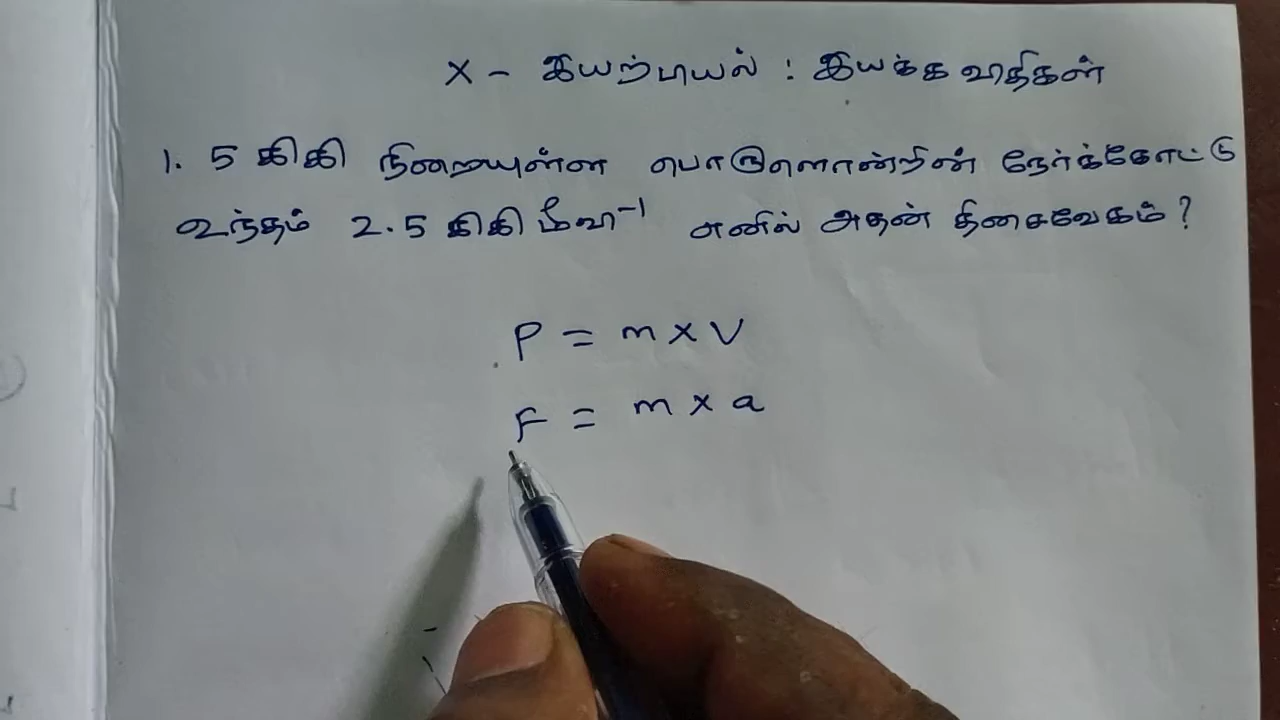 X - இயற்பியல் : இயக்க விதிகள்
1. 5 கிகி நிறையுள்ள பொருளொன்றின் நேர்க்கோட்டு
உந்தம் 2.5 கிகி மீவி⁻¹ எனில் அதன் திசைவேகம் ?
P = m x V
F = m x a